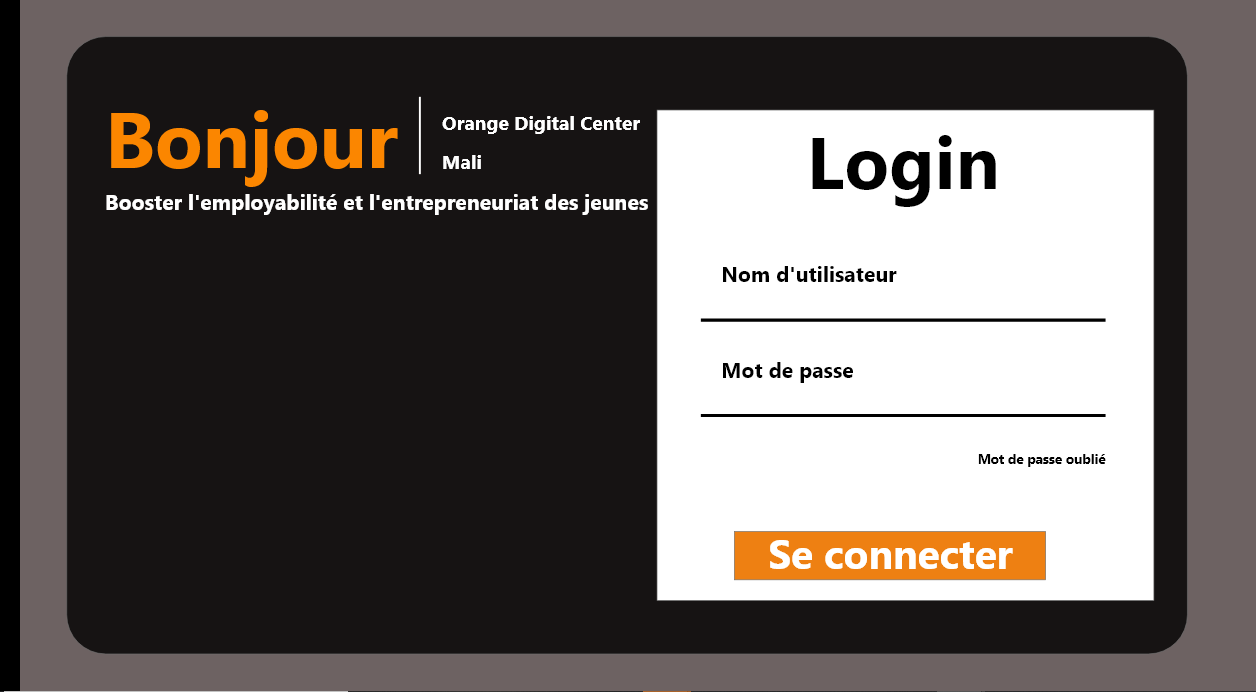 Bonjour
Orange Digital Center
Mali
Booster l'employabilité et l'entrepreneuriat des jeunes
Login
Nom d'utilisateur
Mot de passe
Mot de passe oublié
Se connecter